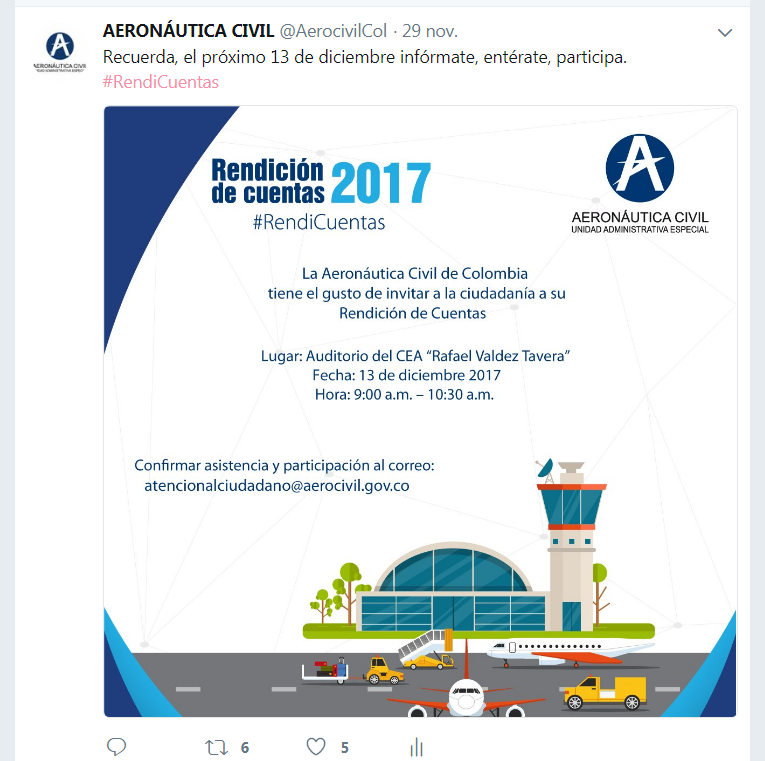 AERONÁUTICA CIVIL @AerocivilCol · 29 nov.
Recuerda, el próximo 13 de diciembre infórmate, entérate, participa.
#RendiCuentas
AERONÁUTICA CIVIL
Rendición
de cuentas 2017
#RendiCuentas
AERONÁUTICA CIVIL
UNIDAD ADMINISTRATIVA ESPECIAL
La Aeronáutica Civil de Colombia
tiene el gusto de invitar a la ciudadanía a su
Rendición de Cuentas
Lugar: Auditorio del CEA “Rafael Valdez Tavera”
Fecha: 13 de diciembre 2017
Hora: 9:00 a.m. – 10:30 a.m.
Confirmar asistencia y participación al correo:
atencionalciudadano@aerocivil.gov.co
6
5